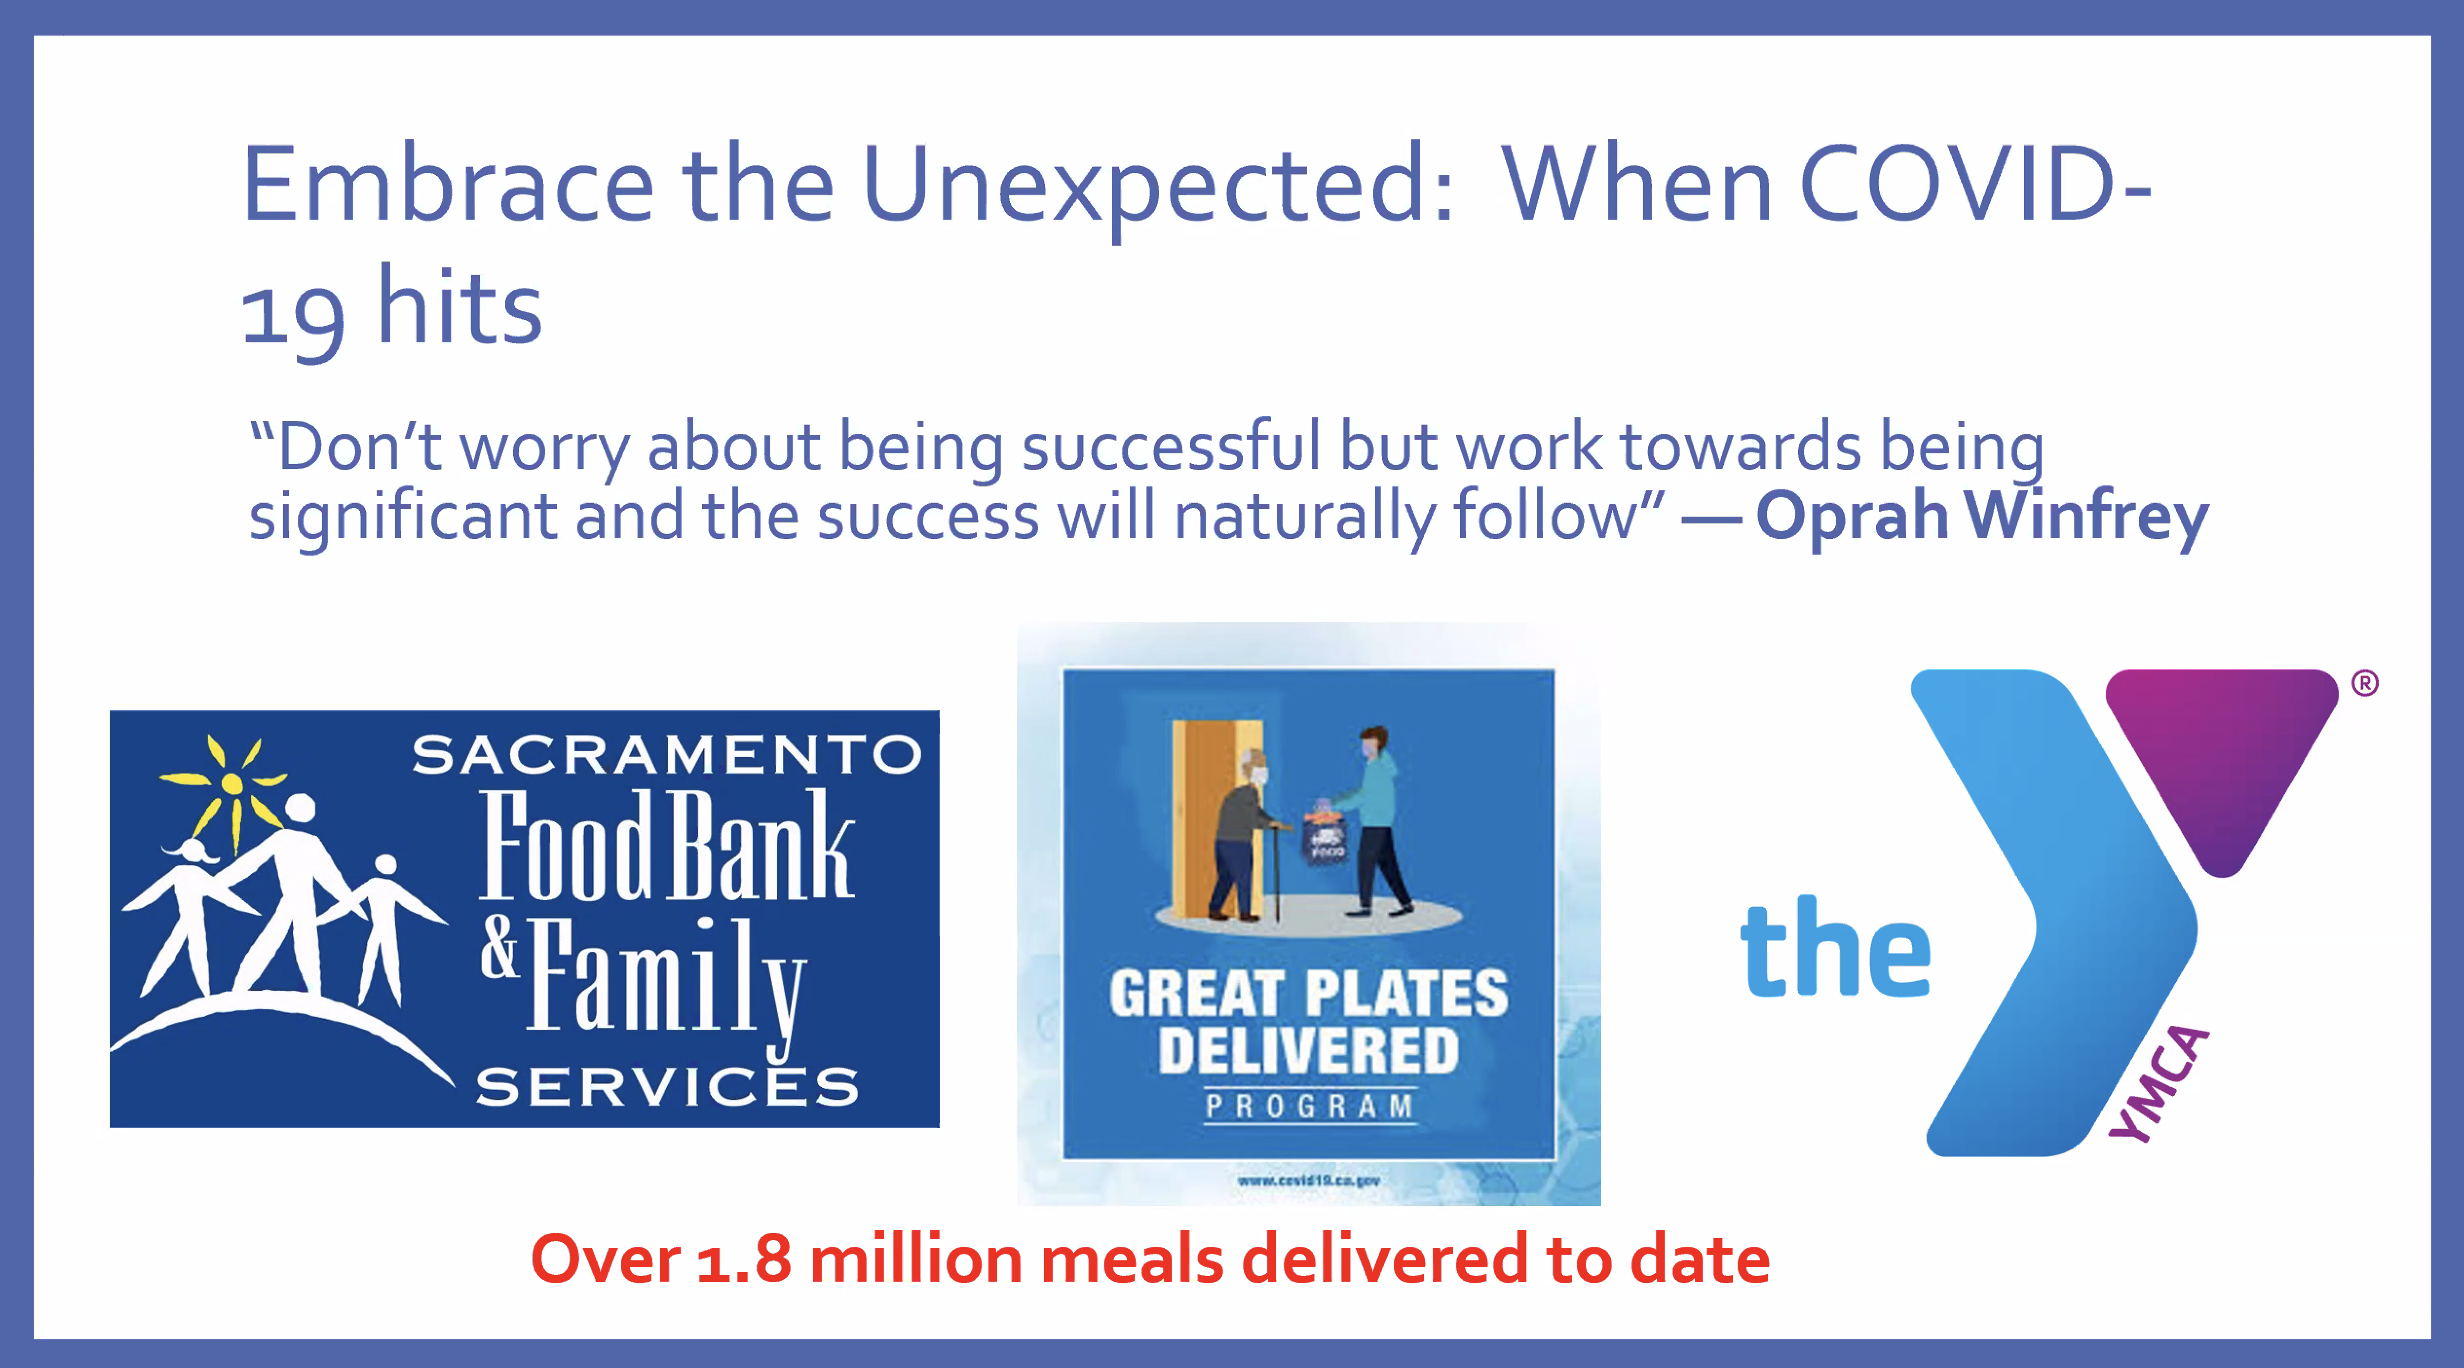 Embrace the Unexpected:  When COVID-
19 hits
“Don’t worry about being successful but work towards being
significant and the success will naturally follow” — Oprah Winfrey
SACRAMENTO
Food Bank
& Family
SERVICES
FOOD
GREAT PLATES
DELIVERED
PROGRAM
www.covid19.ca.gov
the
®
YMCA
Over 1.8 million meals delivered to date